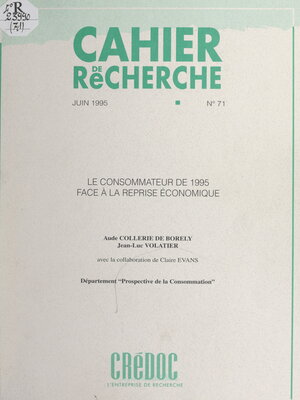 CAHIER
DE
RECHERCHE
JUIN 1995 N° 71
LE CONSOMMATEUR DE 1995
FACE À LA REPRISE ÉCONOMIQUE
Aude COLLERIE DE BORELY
Jean-Luc VOLATIER
avec la collaboration de Claire EVANS
Département "Prospective de la Consommation"
CRÉDOC
L'ENTREPRISE DE RECHERCHE